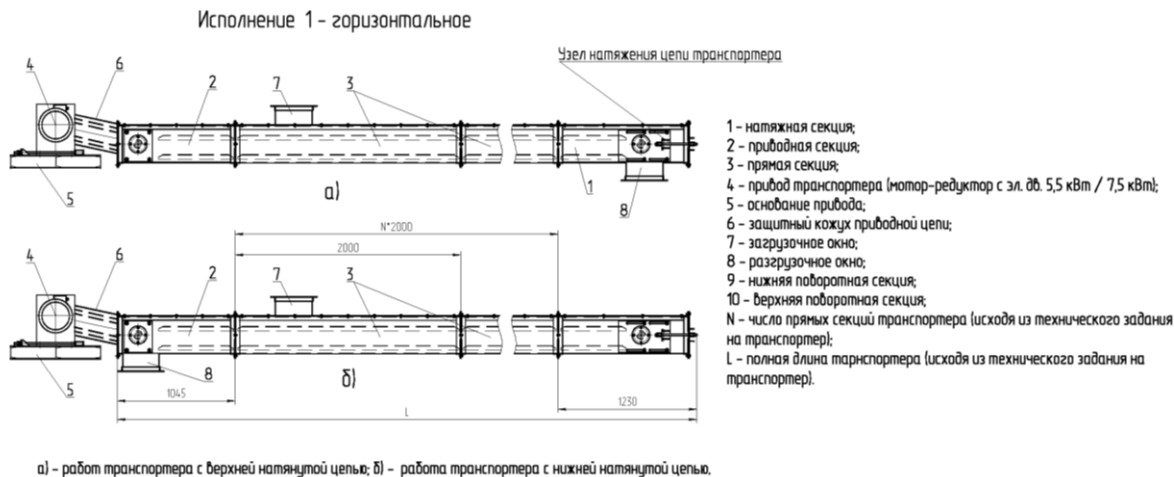 Исполнение 1 - горизонтальное
Узел натяжения цепи транспортера
4
6
2
7
3
5
а)
1
8
1 - натяжная секция;
2 - приводная секция;
3 - прямая секция;
4 - привод транспортера (мотор-редуктор с эл. дв. 5,5 кВт / 7,5 кВт);
5 - основание привода;
6 - защитный кожух приводной цепи;
7 - загрузочное окно;
8 - разгрузочное окно;
9 - нижняя поворотная секция;
10 - верхняя поворотная секция;
N - число прямых секций транспортера (исходя из технического задания
на транспортер);
L - полная длина тарнспортера (исходя из технического задания на
транспортер).
N*2000
2000
4
6
2
7
3
5
8
б)
1045
1230
L
а) - работ транспортера с верхней натянутой цепью; б) - работа транспортера с нижней натянутой цепью.